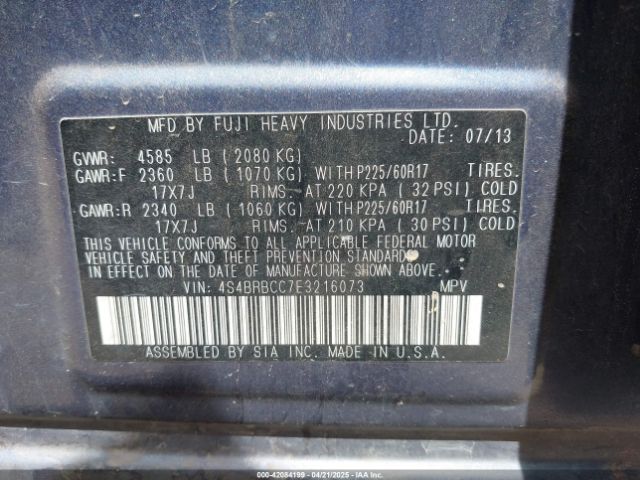 MFD BY FUJI HEAVY INDUSTRIES LTD.
DATE: 07/13
GVWR: 4585 LB ( 2080 KG)
GAWR:F 2360 LB ( 1070 KG) WITH P225/60R17 TIRES.
17X7J RIMS. AT 220 KPA ( 32 PSI) COLD
GAWR:R 2340 LB ( 1060 KG) WITH P225/60R17 TIRES.
17X7J RIMS. AT 210 KPA ( 30 PSI) COLD
THIS VEHICLE CONFORMS TO ALL APPLICABLE FEDERAL MOTOR
VEHICLE SAFETY AND THEFT PREVENTION STANDARDS
IN EFFECT ON THE DATE OF MANUFACTURE SHOWN ABOVE.
VIN: 4S4BRBCC7E3216073 MPV
ASSEMBLED BY SIA INC. MADE IN U.S.A.
000-42084199 04/21/2025 Copart IAA